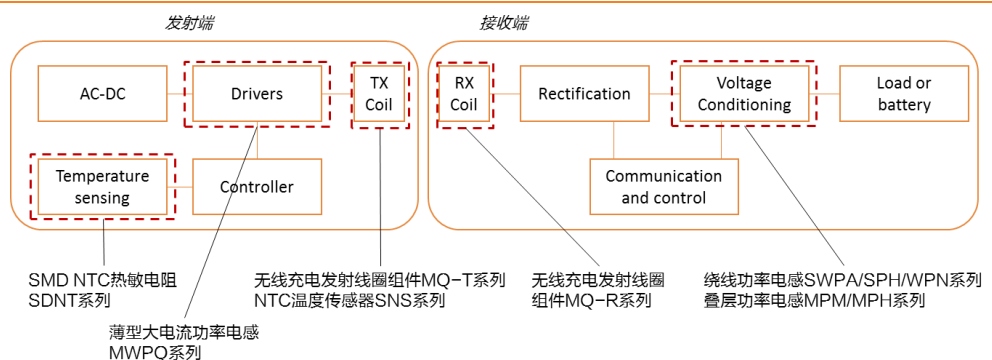 发射端
接收端
AC-DC
Drivers
TX
Coil
RX
Coil
Rectification
Voltage
Conditioning
Load or
battery
Temperature
sensing
Controller
Communication
and control
SMD NTC热敏电阻
SDNT系列
薄型大电流功率电感
MWPQ系列
无线充电发射线圈组件MQ-T系列
NTC温度传感器SNS系列
无线充电发射线圈
组件MQ-R系列
绕线功率电感SWPA/SPH/WPN系列
叠层功率电感MPM/MPH系列